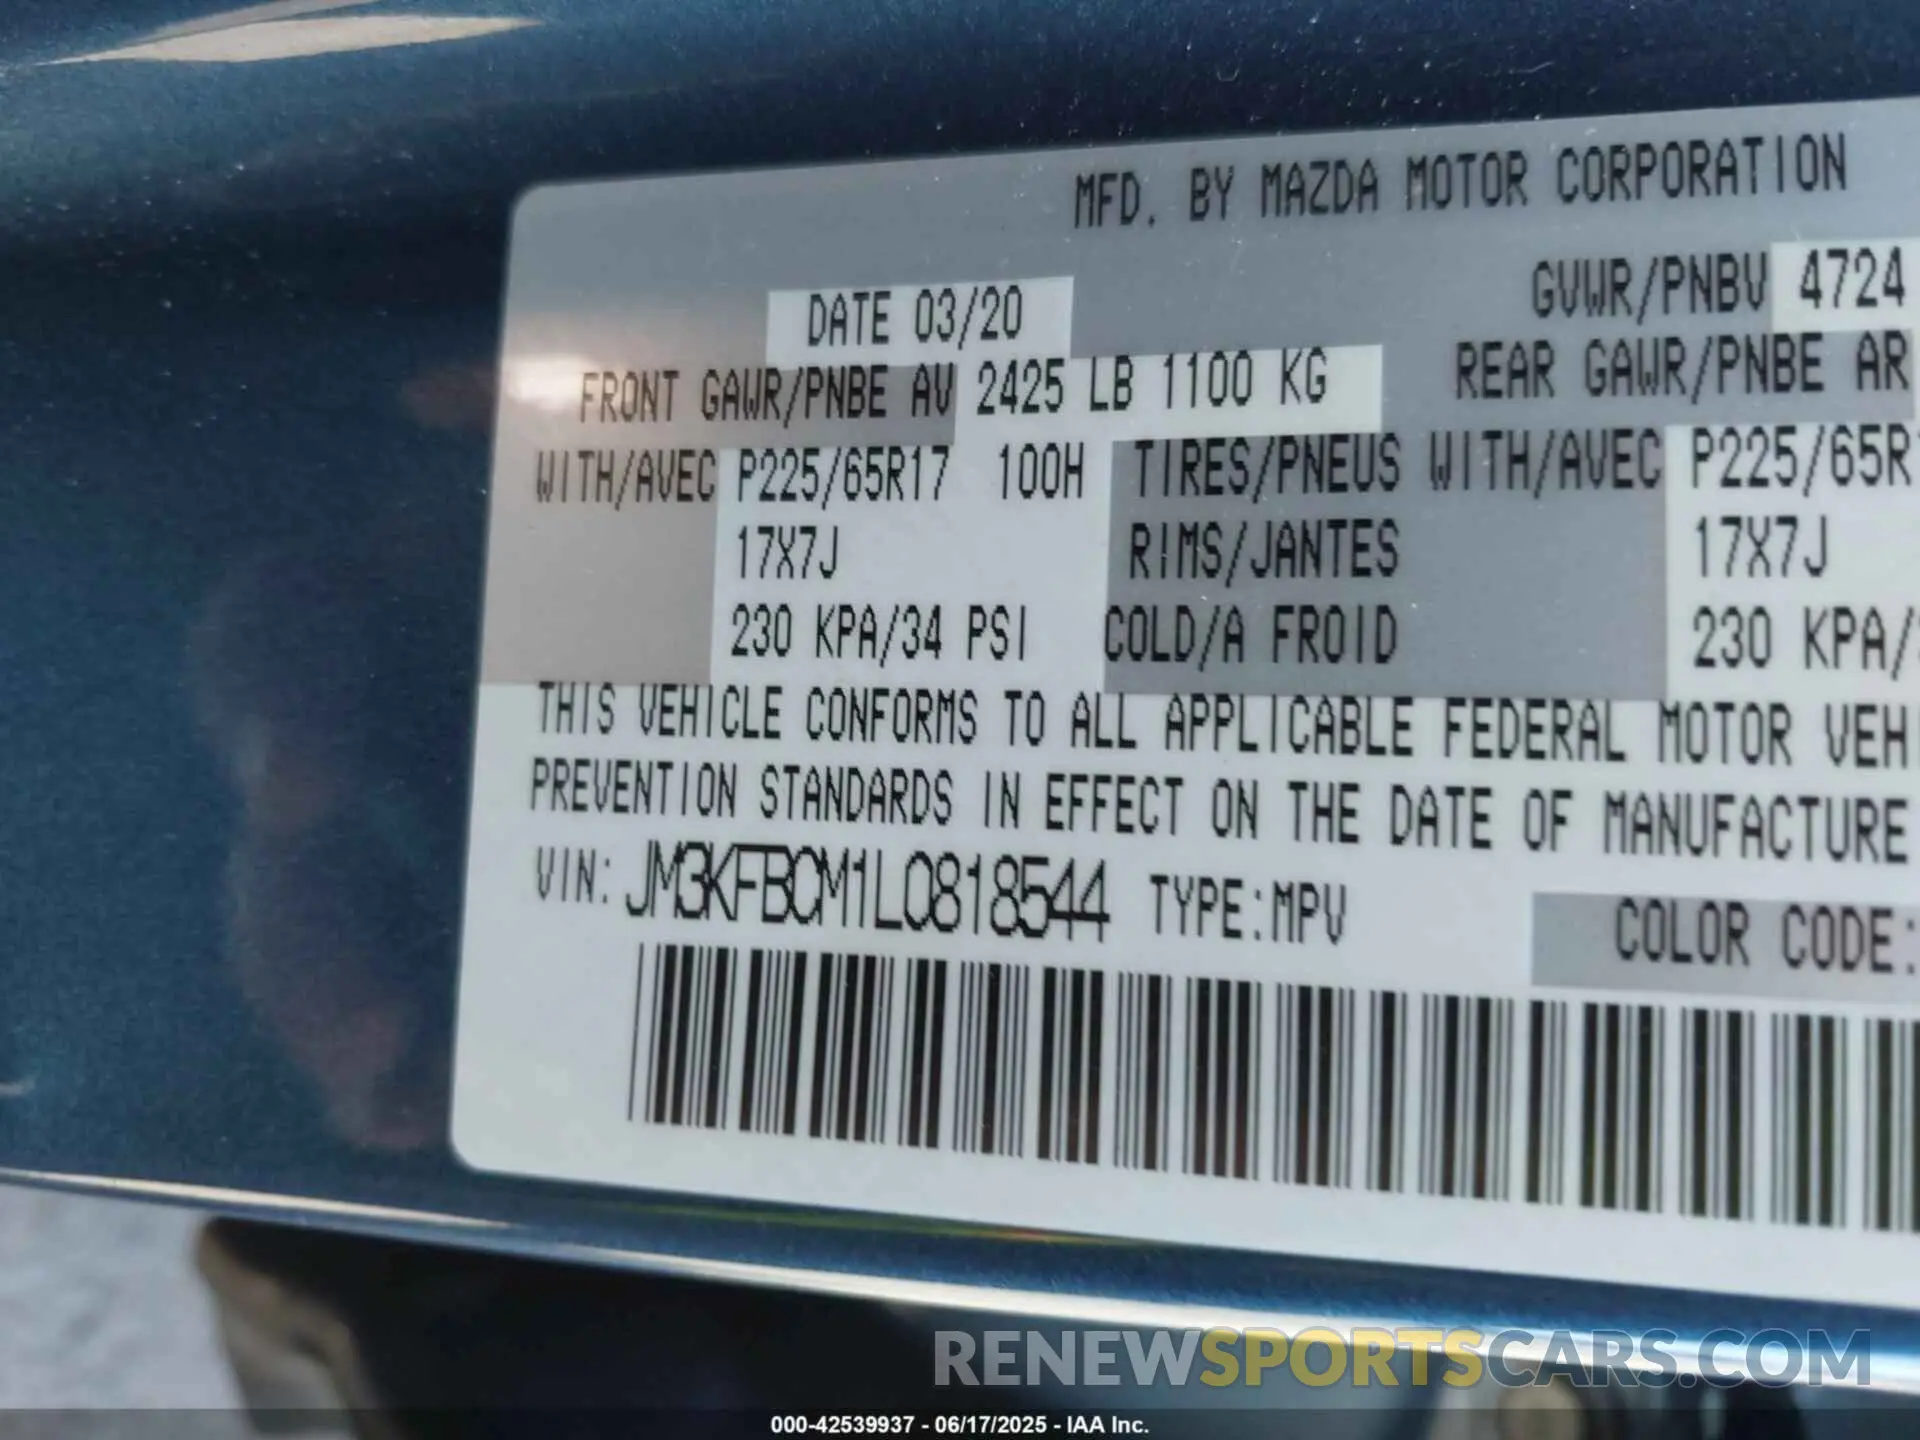 MFD. BY MAZDA MOTOR CORPORATION
DATE 03/20 GVWR/PNBV 4724
FRONT GAWR/PNBE AV 2425 LB 1100 KG REAR GAWR/PNBE AR
WITH/AVEC P225/65R17 100H TIRES/PNEUS WITH/AVEC P225/65R
17X7J RIMS/JANTES 17X7J
230 KPA/34 PSI COLD/A FROID 230 KPA/
THIS VEHICLE CONFORMS TO ALL APPLICABLE FEDERAL MOTOR VEH
PREVENTION STANDARDS IN EFFECT ON THE DATE OF MANUFACTURE
VIN: JM3KFBCM1L0818544 TYPE:MPV COLOR CODE:
RENEWSPORTSCARS.COM
000-42539937 - 06/17/2025 - IAA Inc.